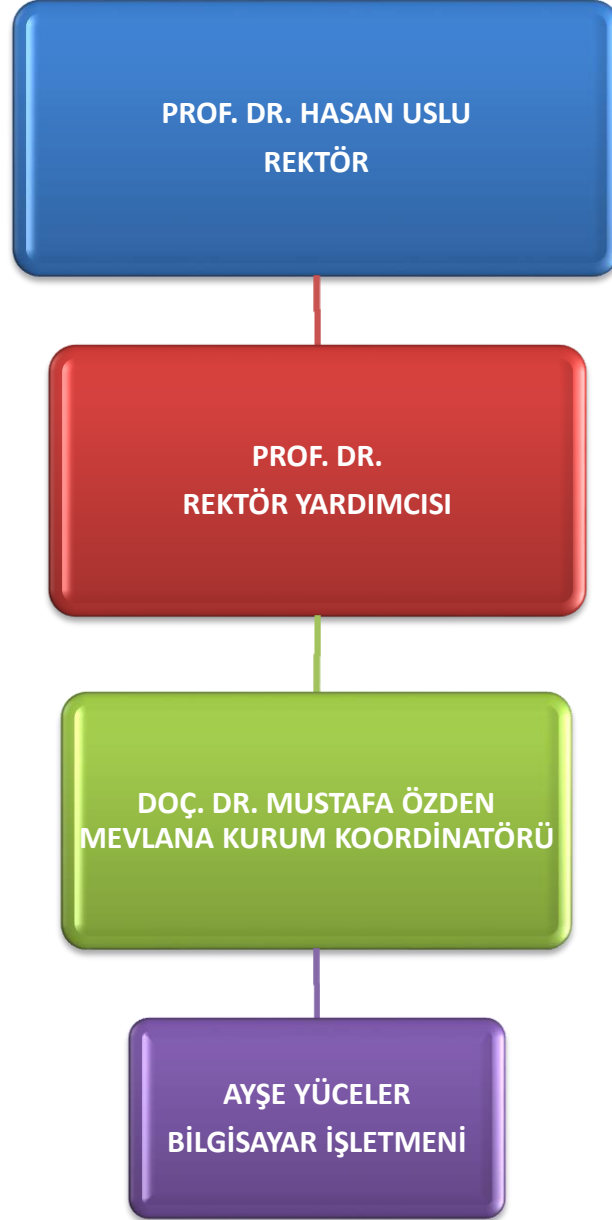 PROF. DR. HASAN USLU
REKTÖR
PROF. DR.
REKTÖR YARDIMCISI
DOÇ. DR. MUSTAFA ÖZDEN
MEVLANA KURUM KOORDİNATÖRÜ
AYŞE YÜCELER
BİLGİSAYAR İŞLETMENİ